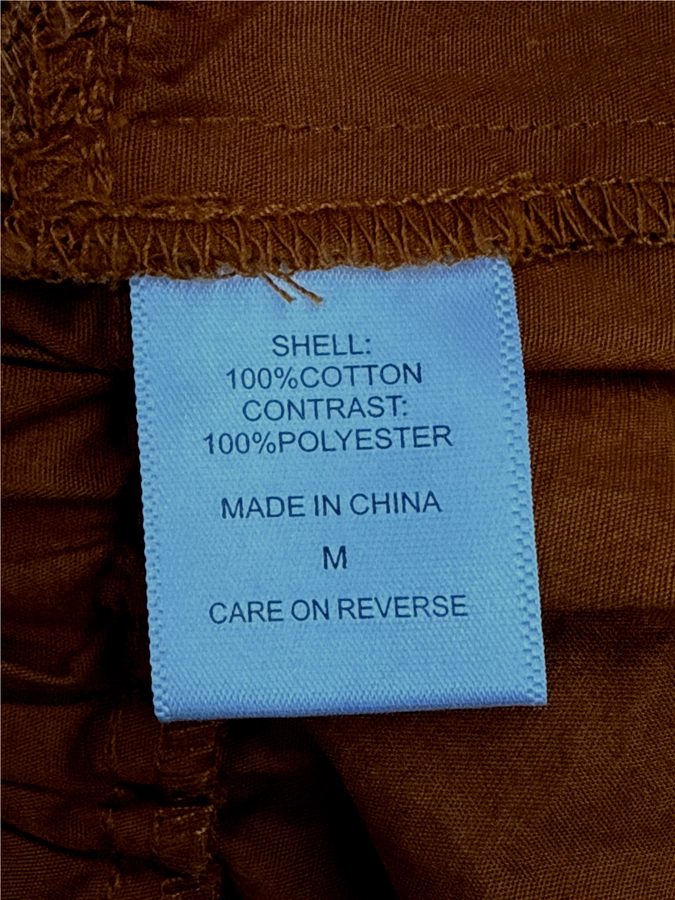 SHELL:
100%COTTON
CONTRAST:
100%POLYESTER
MADE IN CHINA
M
CARE ON REVERSE